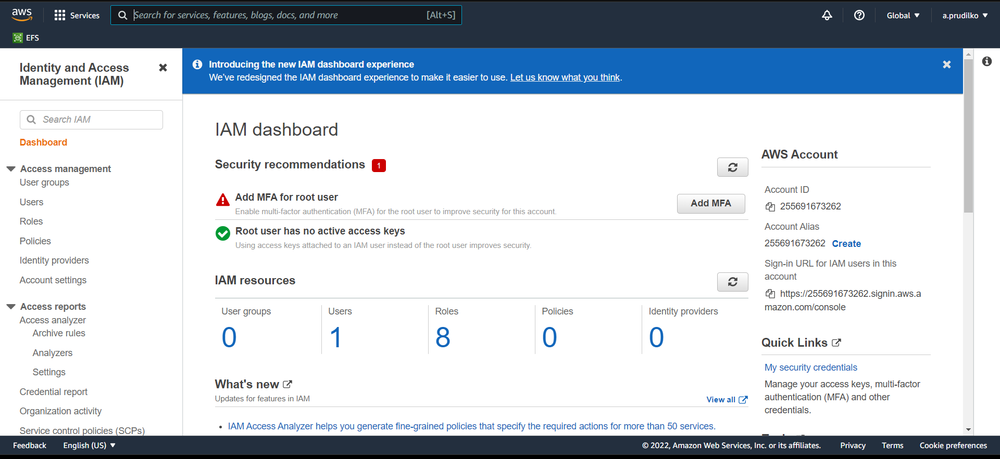 aws
Services
Search for services, features, blogs, docs, and more
[Alt+S]
Global
a.prudilko
EFS
Identity and Access
Management (IAM)
Search IAM
Dashboard
Access management
User groups
Users
Roles
Policies
Identity providers
Account settings
Access reports
Access analyzer
Archive rules
Analyzers
Settings
Credential report
Organization activity
Service control policies (SCPs)
Introducing the new IAM dashboard experience
We've redesigned the IAM dashboard experience to make it easier to use. Let us know what you think.
IAM dashboard
Security recommendations 1
Add MFA for root user
Enable multi-factor authentication (MFA) for the root user to improve security for this account.
Add MFA
Root user has no active access keys
Using access keys attached to an IAM user instead of the root user improves security.
IAM resources
User groups
0
Users
1
Roles
8
Policies
0
Identity providers
0
What's new
Updates for features in IAM
View all
IAM Access Analyzer helps you generate fine-grained policies that specify the required actions for more than 50 services.
AWS Account
Account ID
255691673262
Account Alias
255691673262 Create
Sign-in URL for IAM users in this
account
https://255691673262.signin.aws.a
mazon.com/console
Quick Links
My security credentials
Manage your access keys, multi-factor
authentication (MFA) and other
credentials.
Feedback
English (US)
© 2022, Amazon Web Services, Inc. or its affiliates.
Privacy
Terms
Cookie preferences